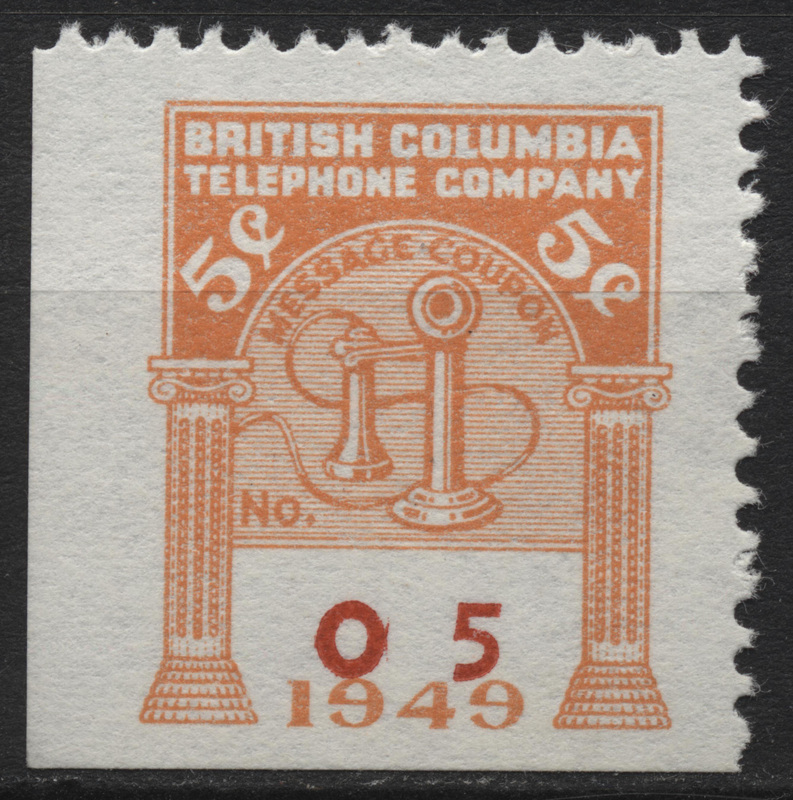 BRITISH COLUMBIA
TELEPHONE COMPANY
5¢ 5¢
MESSAGE COUPON
No.
0 5
1949